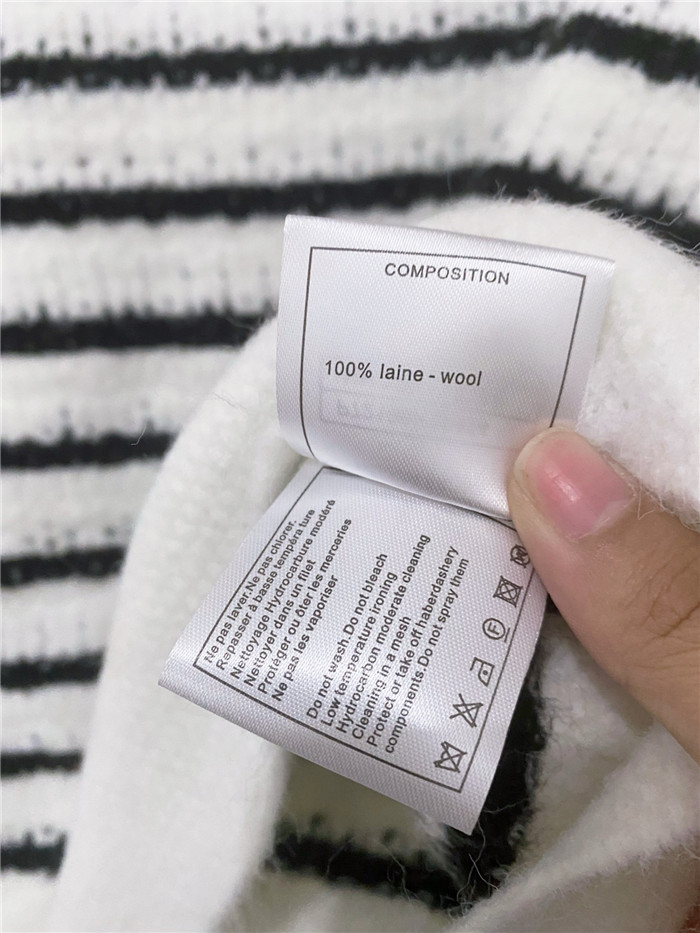 COMPOSITION
100% laine - wool
Ne pas laver.Ne pas chlorer.
Repasser à basse tempéra ture
Nettoyage Hydrocarbure modéré
Nettoyer dans un filet
Protéger ou ôter les merceries
Ne pas les vaporiser
Do not wash.Do not bleach
Low temperature ironing
Hydrocarbon moderate cleaning
Cleaning in a mesh
Protect or take off haberdashery
components.Do not spray them